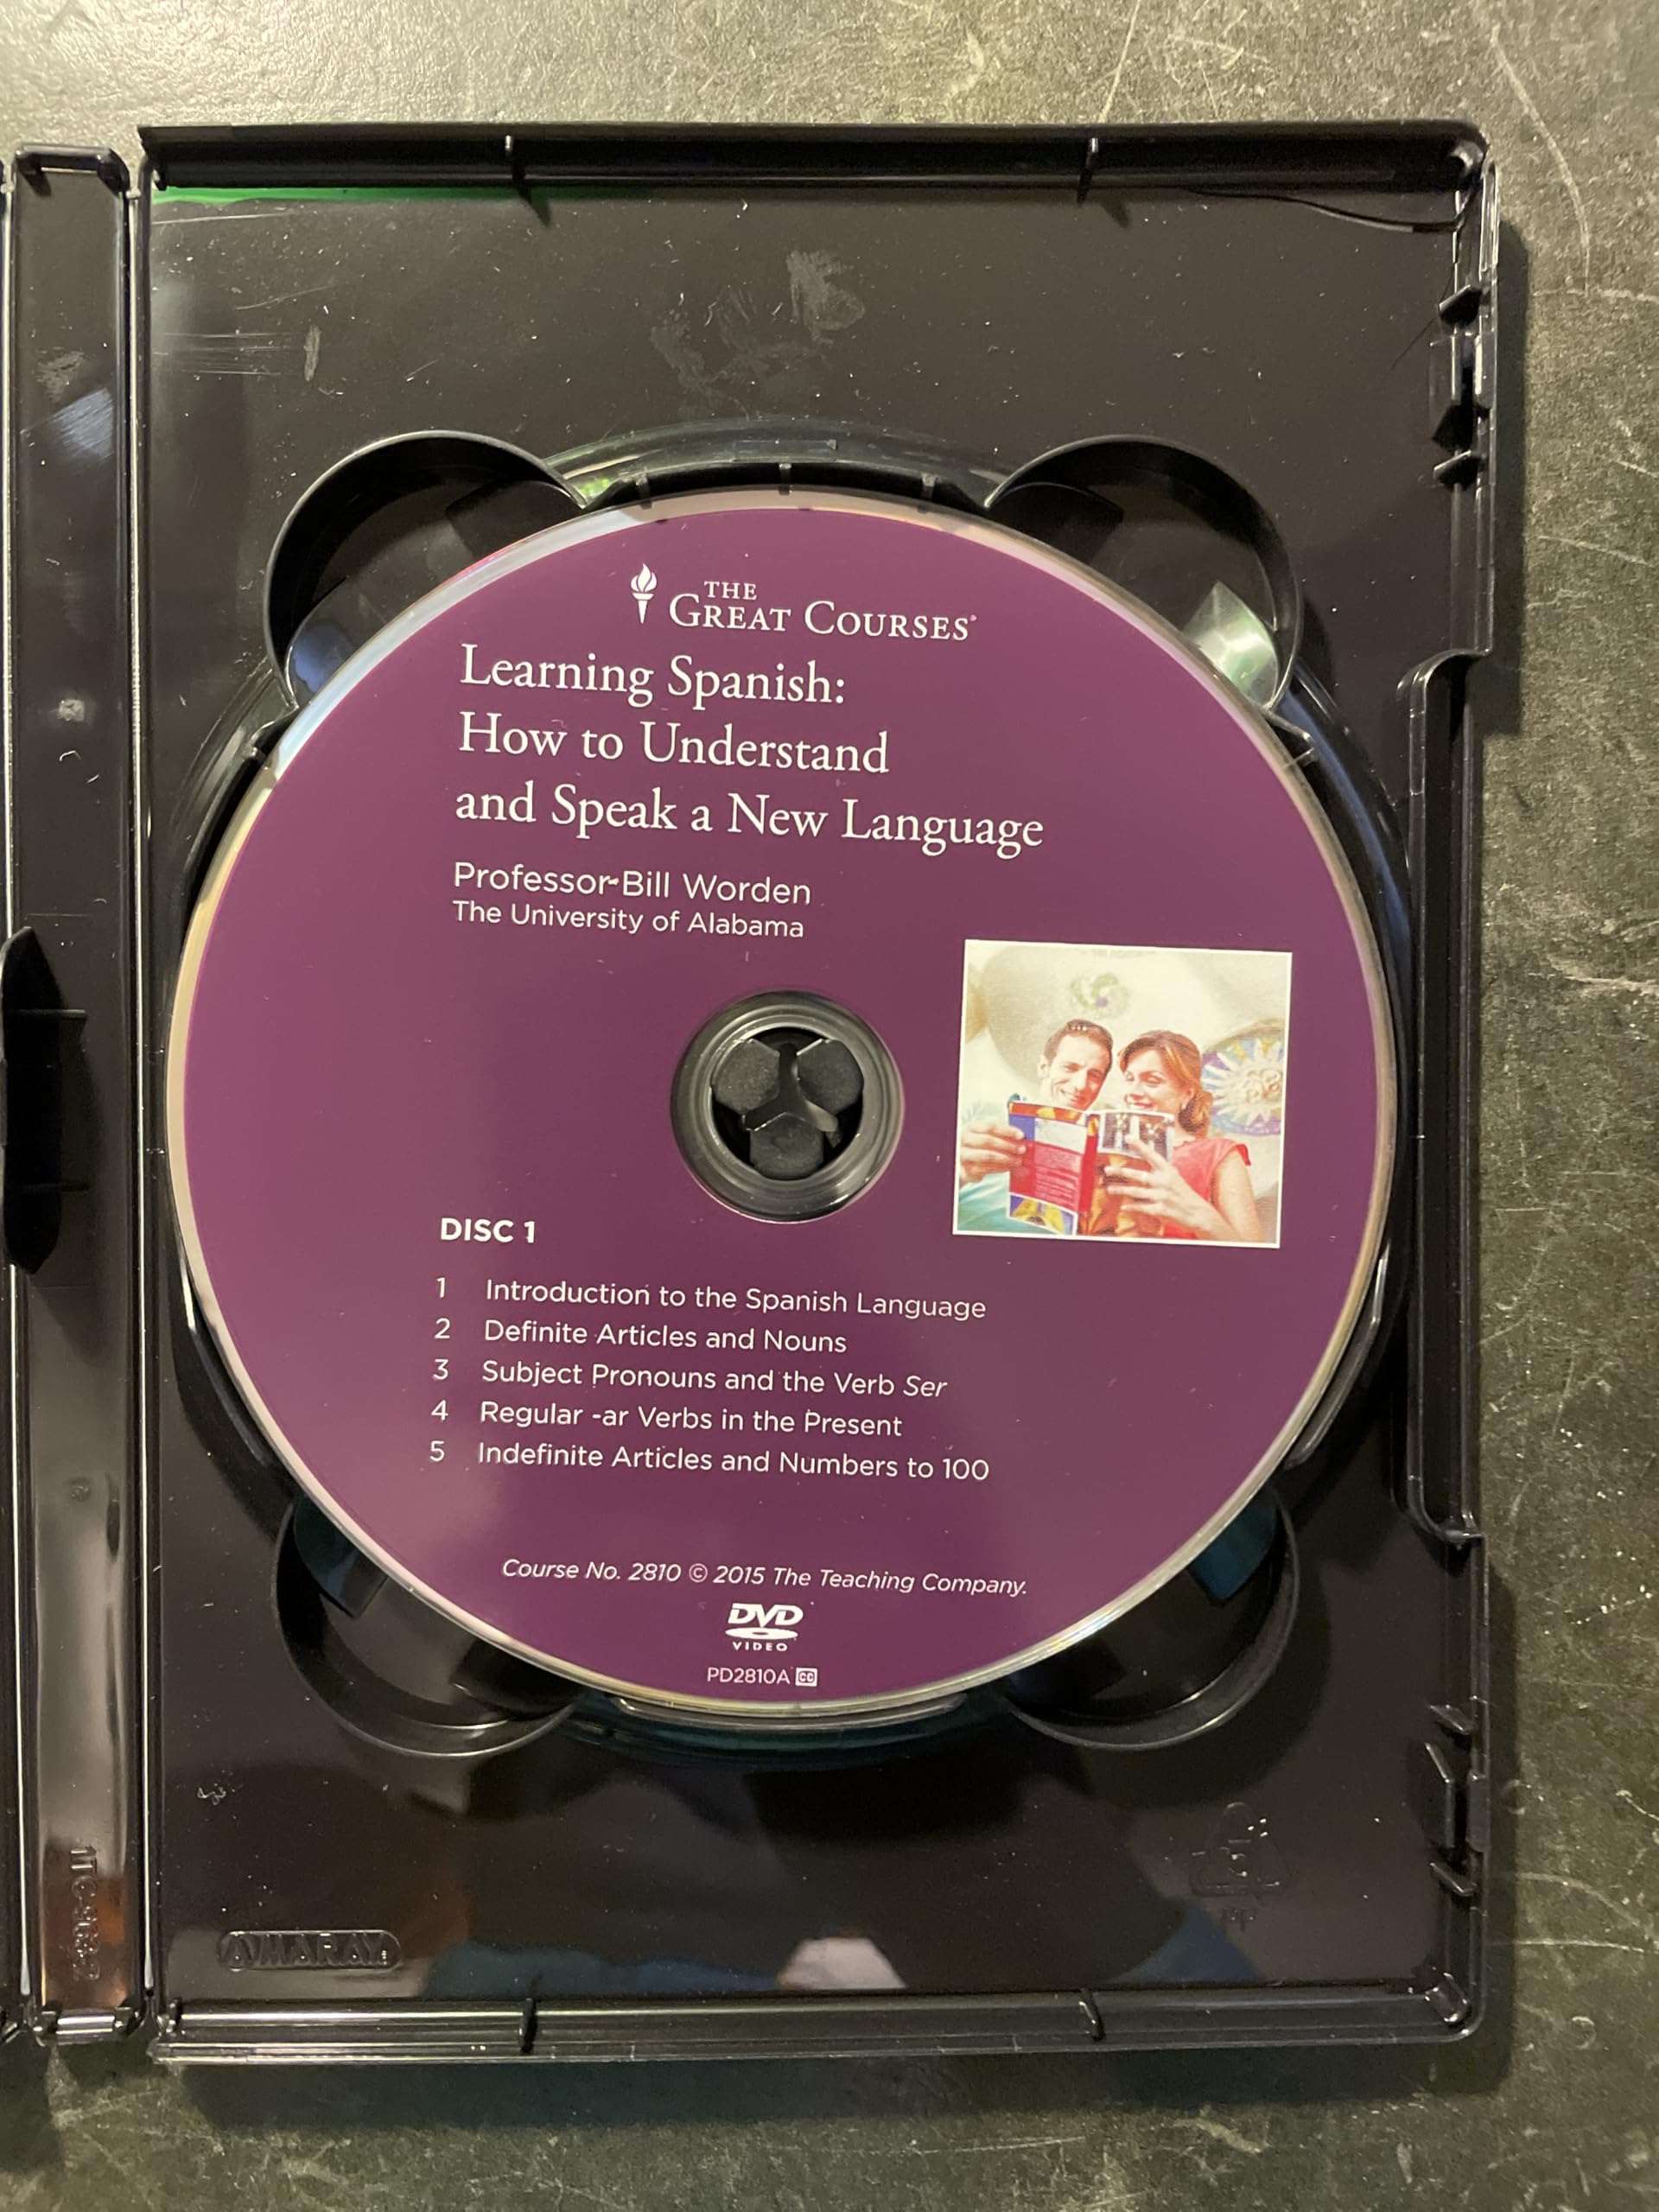 THE
GREAT COURSES®
Learning Spanish:
How to Understand
and Speak a New Language
Professor Bill Worden
The University of Alabama
DISC 1
1 Introduction to the Spanish Language
2 Definite Articles and Nouns
3 Subject Pronouns and the Verb Ser
4 Regular -ar Verbs in the Present
5 Indefinite Articles and Numbers to 100
Course No. 2810 © 2015 The Teaching Company.
DVD
VIDEO
PD2810A CC
AMARAY